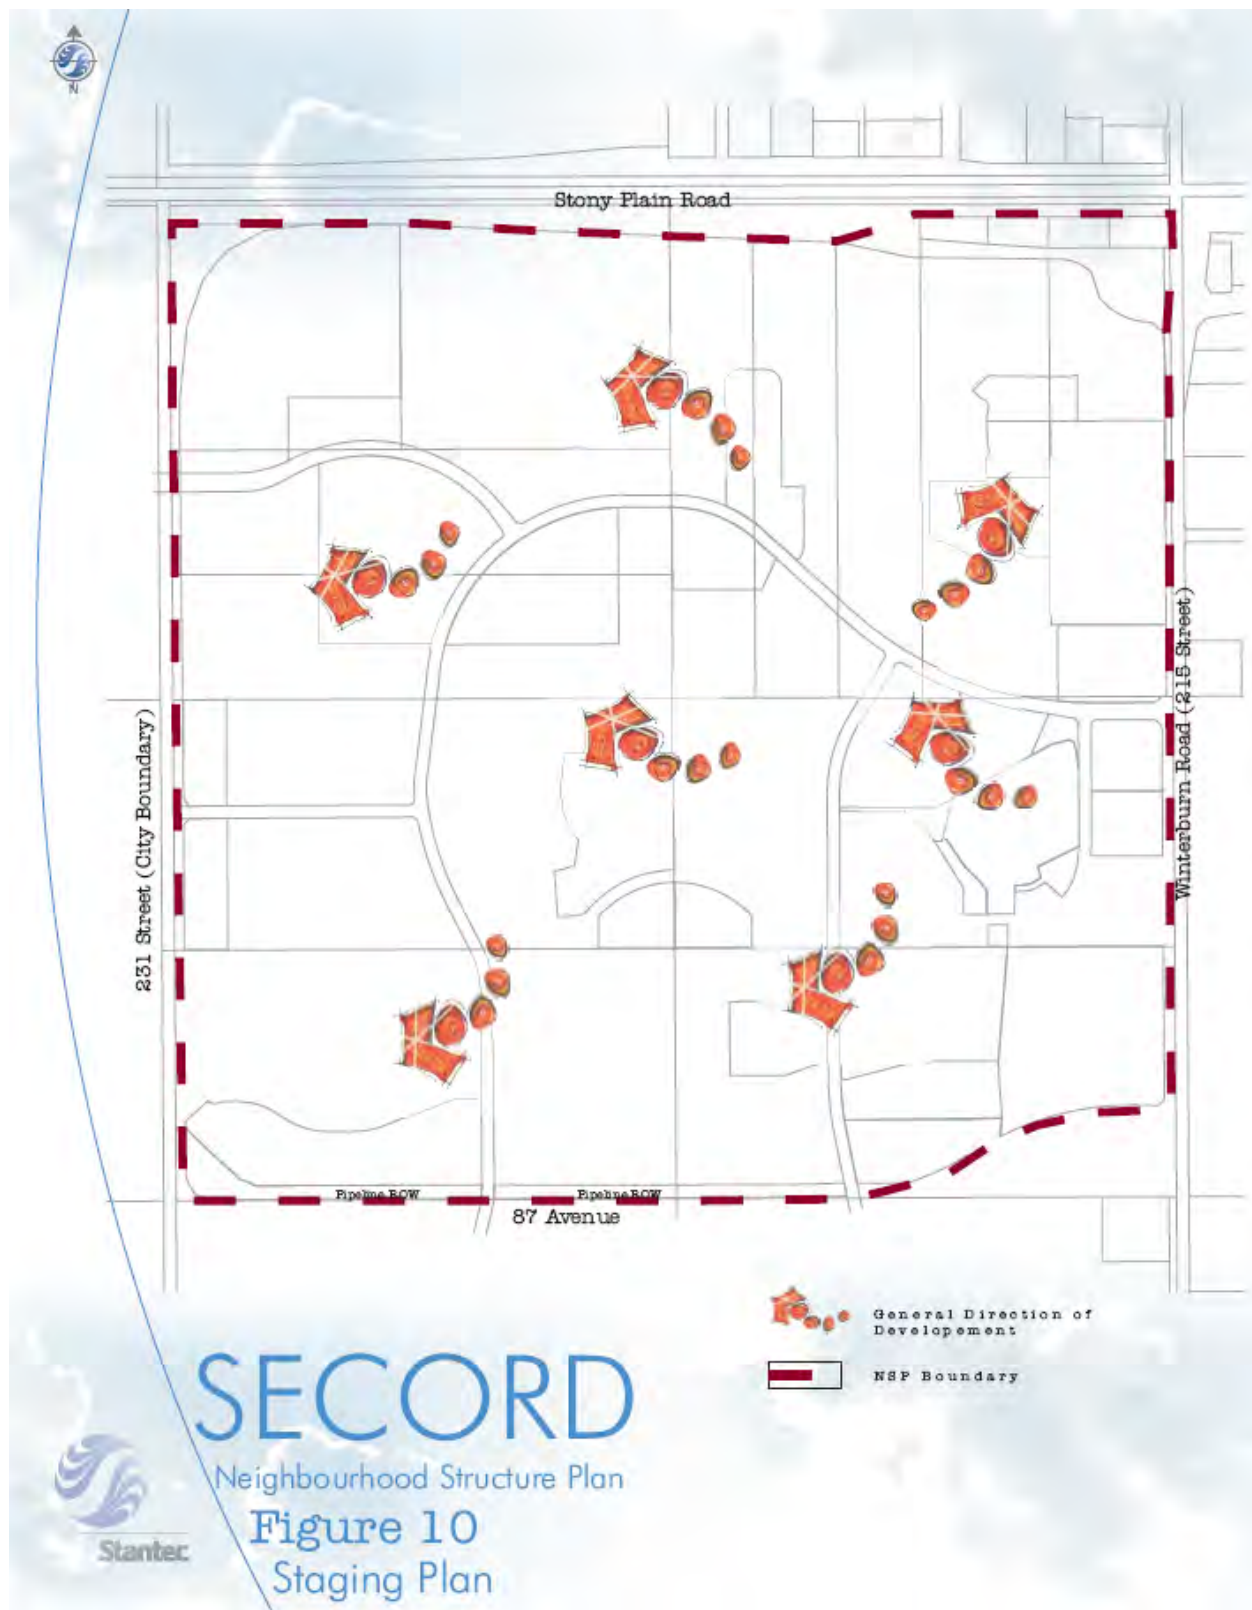 N
Stony Plain Road
231 Street (City Boundary)
Winterburn Road (215 Street)
Pipeline ROW
Pipeline ROW
87 Avenue
General Direction of
Developement
NSP Boundary
SECORD
Neighbourhood Structure Plan
Figure 10
Staging Plan
Stantec